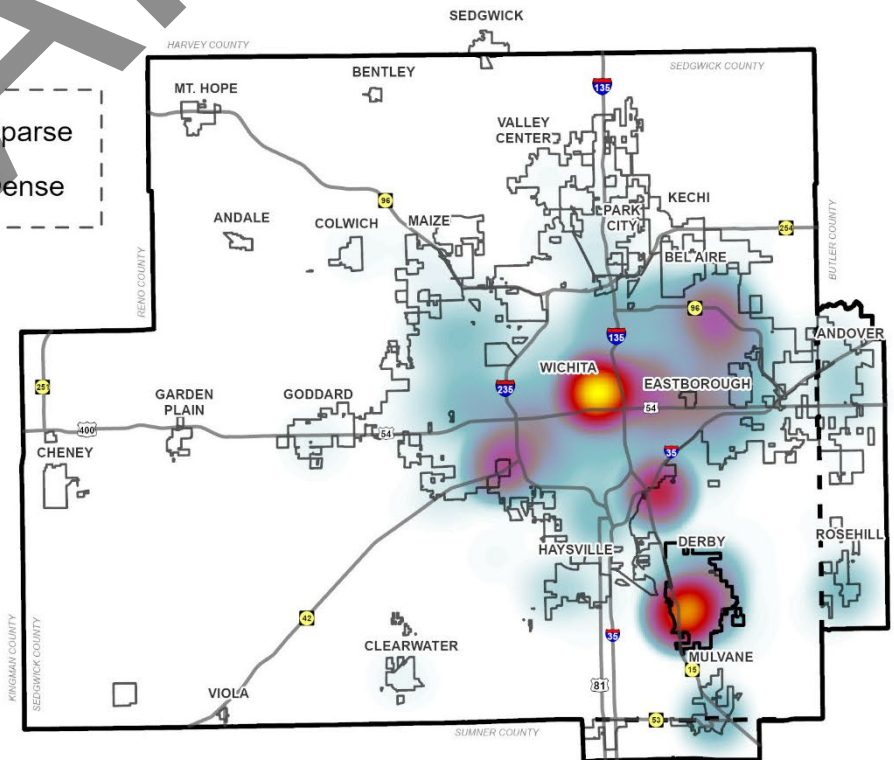 SEDGWICK
HARVEY COUNTY
SEDGWICK COUNTY
BENTLEY
MT. HOPE
135
VALLEY
CENTER
parse
ense
96
KECHI
PARK
CITY
ANDALE
COLWICH
MAIZE
254
BEL AIRE
RENO COUNTY
BUTLER COUNTY
96
135
ANDOVER
WICHITA
EASTBOROUGH
235
251
GARDEN
PLAIN
GODDARD
54
400
54
CHENEY
35
HAYSVILLE
DERBY
ROSEHILL
42
KINGMAN COUNTY
SEDGWICK COUNTY
35
CLEARWATER
MULVANE
15
81
VIOLA
53
SUMNER COUNTY